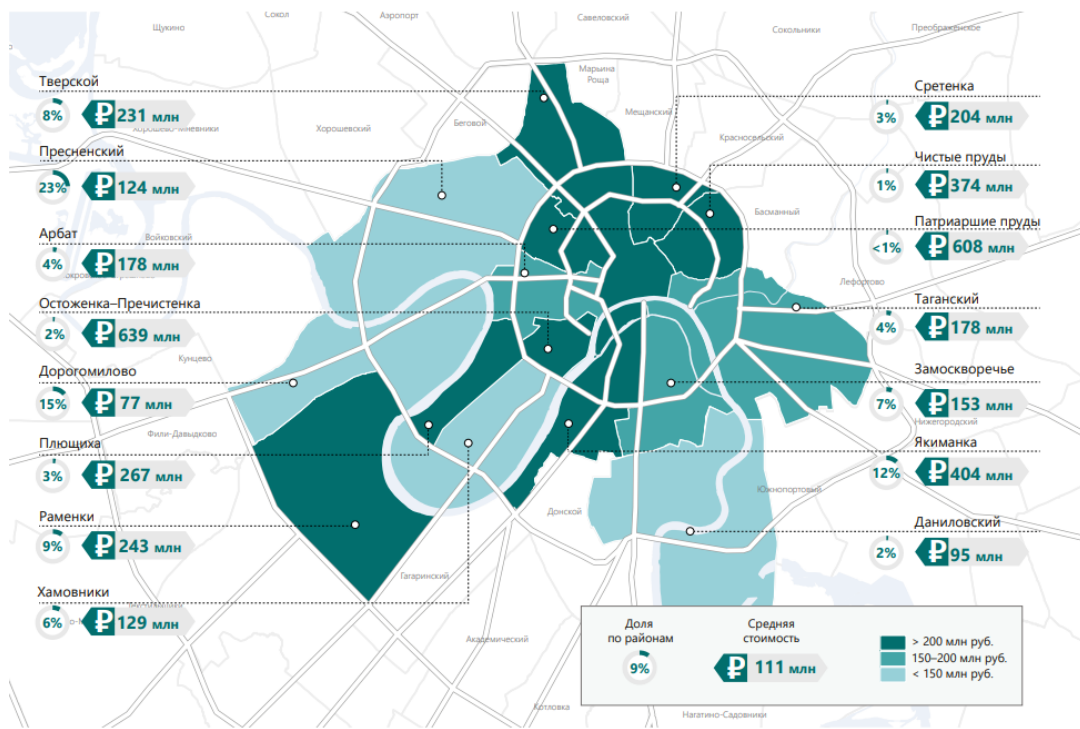 Щукино
Сокол
Аэропорт
Савеловский
Сокольники
Преображенское
Марьина
Роща
Мещанский
Красносельский
Беговой
Хорошевский
Хорошево-Мневники
Басманный
Войковский
Лефортово
Кунцево
Фили-Давыдково
Нижегородский
Южнопортовый
Донской
Гагаринский
Академический
Котловка
Нагатино-Садовники
Тверской
8%
₽ 231 млн
Пресненский
23%
₽ 124 млн
Арбат
4%
₽ 178 млн
Остоженка–Пречистенка
2%
₽ 639 млн
Дорогомилово
15%
₽ 77 млн
Плющиха
3%
₽ 267 млн
Раменки
9%
₽ 243 млн
Хамовники
6%
₽ 129 млн
Сретенка
3%
₽ 204 млн
Чистые пруды
1%
₽ 374 млн
Патриаршие пруды
<1%
₽ 608 млн
Таганский
4%
₽ 178 млн
Замоскворечье
7%
₽ 153 млн
Якиманка
12%
₽ 404 млн
Даниловский
2%
₽ 95 млн
Доля
по районам
9%
Средняя
стоимость
₽ 111 млн
> 200 млн руб.
150–200 млн руб.
< 150 млн руб.